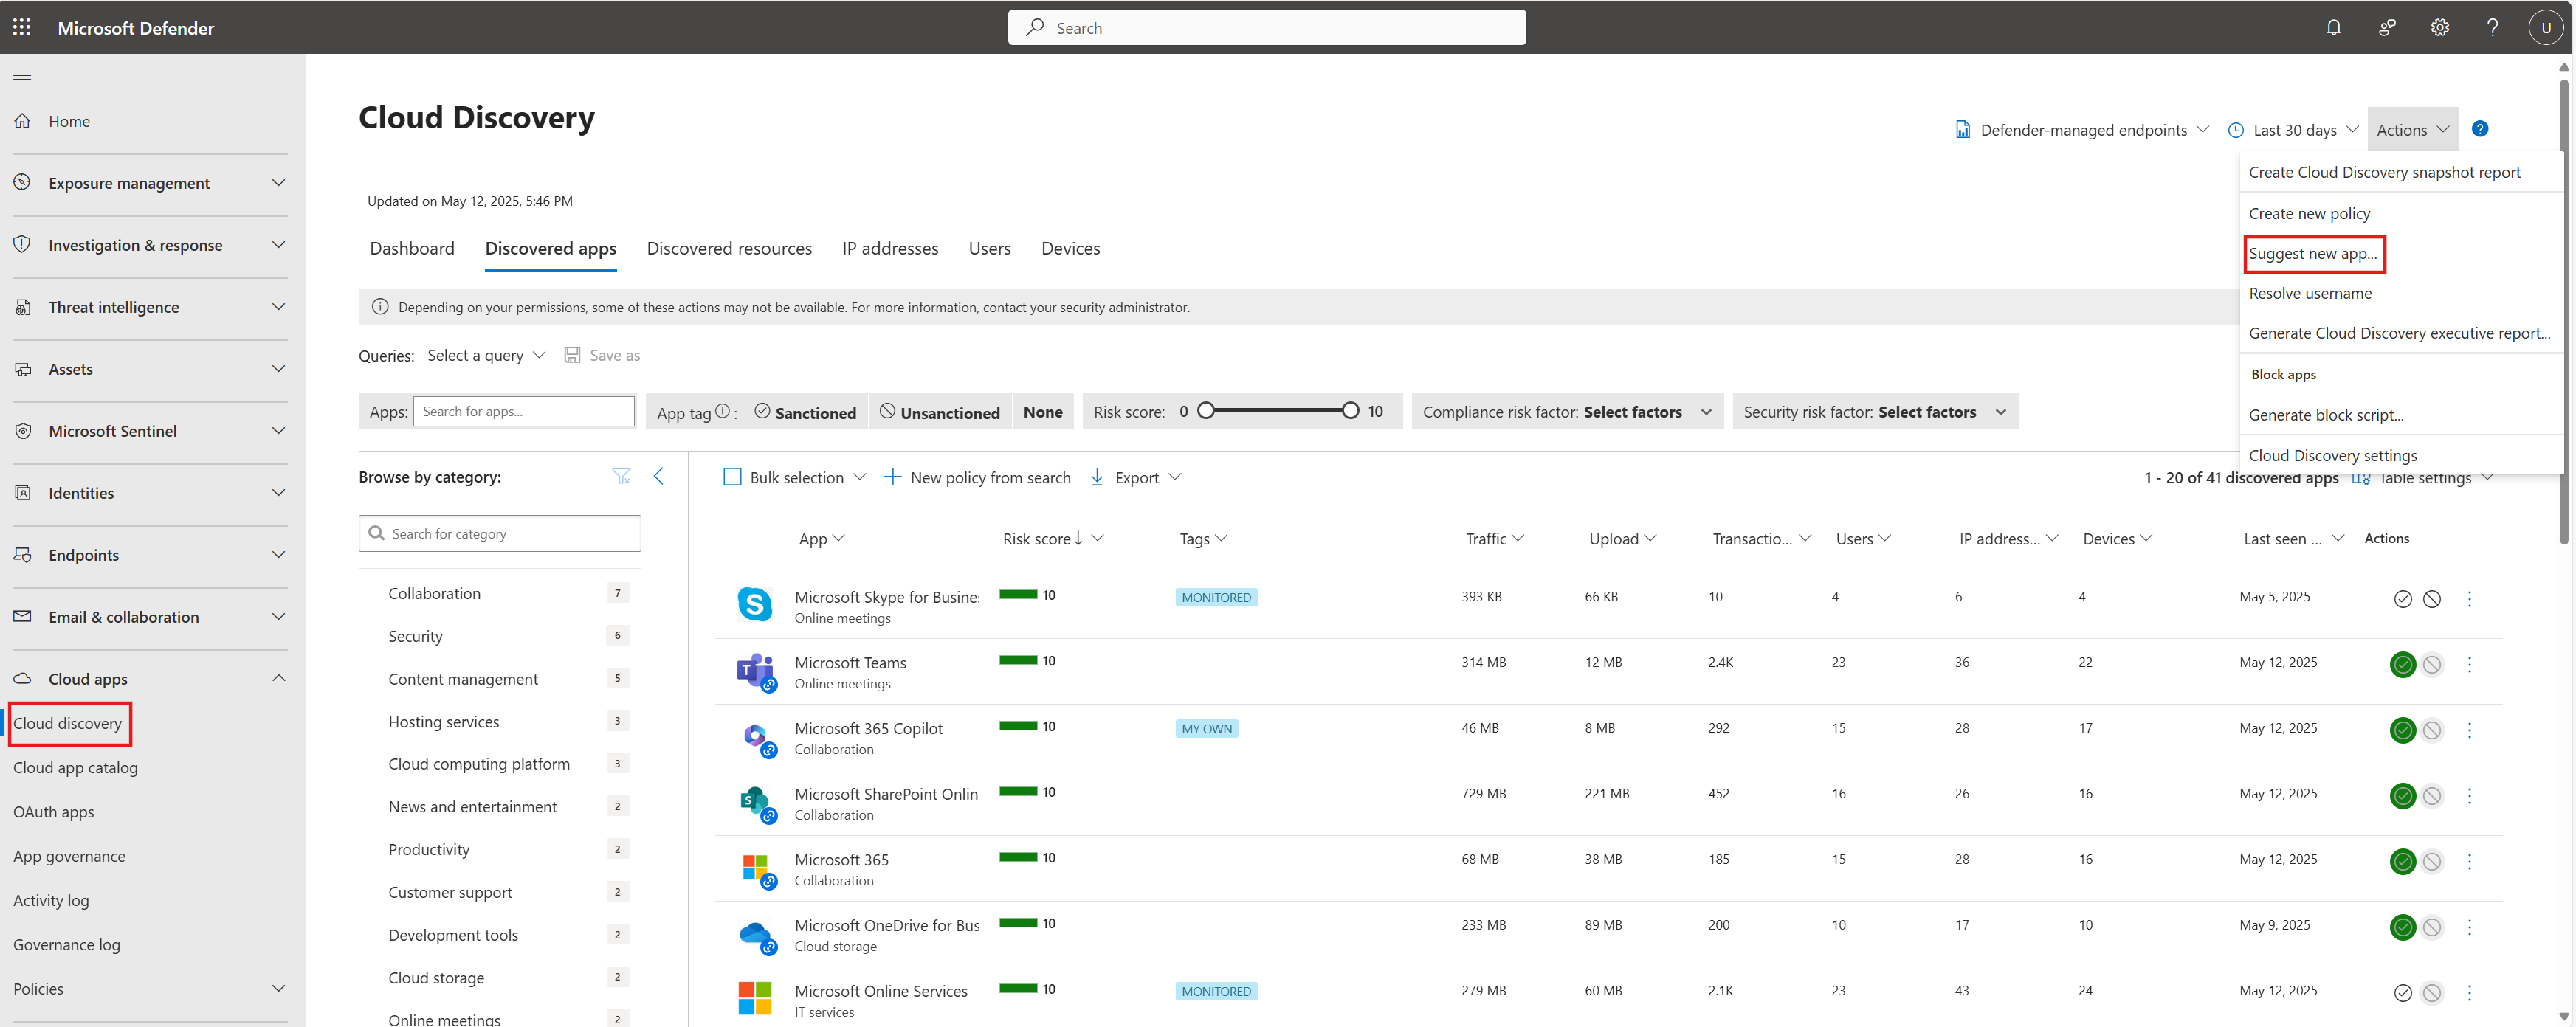 Microsoft Defender
Search
U
Home
Exposure management
Investigation & response
Threat intelligence
Assets
Microsoft Sentinel
Identities
Endpoints
Email & collaboration
Cloud apps
Cloud discovery
Cloud app catalog
OAuth apps
App governance
Activity log
Governance log
Policies
Cloud Discovery
Defender-managed endpoints
Last 30 days
Actions
Create Cloud Discovery snapshot report
Create new policy
Suggest new app...
Resolve username
Generate Cloud Discovery executive report...
Block apps
Generate block script...
Cloud Discovery settings
Updated on May 12, 2025, 5:46 PM
Dashboard Discovered apps Discovered resources IP addresses Users Devices
Depending on your permissions, some of these actions may not be available. For more information, contact your security administrator.
Queries: Select a query Save as
Apps: Search for apps... App tag : Sanctioned Unsanctioned None Risk score: 0 10 Compliance risk factor: Select factors Security risk factor: Select factors
Browse by category:
Search for category
Collaboration 7
Security 6
Content management 5
Hosting services 3
Cloud computing platform 3
News and entertainment 2
Productivity 2
Customer support 2
Development tools 2
Cloud storage 2
Online meetings 2
Bulk selection New policy from search Export 1 - 20 of 41 discovered apps Table settings
App Risk score Tags Traffic Upload Transactio... Users IP address... Devices Last seen ... Actions
Microsoft Skype for Busine 10 MONITORED 393 KB 66 KB 10 4 6 4 May 5, 2025
Online meetings
Microsoft Teams 10 314 MB 12 MB 2.4K 23 36 22 May 12, 2025
Online meetings
Microsoft 365 Copilot 10 MY OWN 46 MB 8 MB 292 15 28 17 May 12, 2025
Collaboration
Microsoft SharePoint Onlin 10 729 MB 221 MB 452 16 26 16 May 12, 2025
Collaboration
Microsoft 365 10 68 MB 38 MB 185 15 28 16 May 12, 2025
Collaboration
Microsoft OneDrive for Bus 10 233 MB 89 MB 200 10 17 10 May 9, 2025
Cloud storage
Microsoft Online Services 10 MONITORED 279 MB 60 MB 2.1K 23 43 24 May 12, 2025
IT services